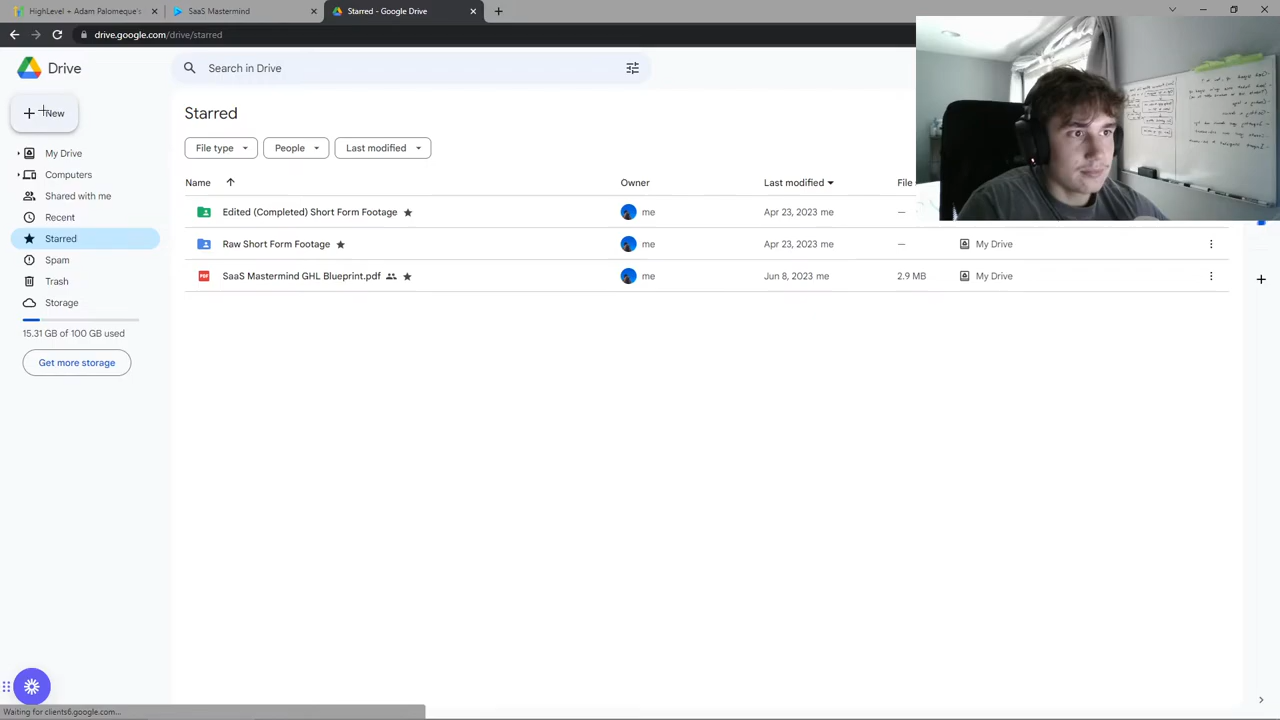 HighLevel + Adam Palomeque's
SaaS Mastermind
Starred - Google Drive
drive.google.com/drive/starred
Drive
Search in Drive
New
Starred
File type
People
Last modified
My Drive
Computers
Shared with me
Recent
Starred
Spam
Trash
Storage
15.31 GB of 100 GB used
Get more storage
Name
Owner
Last modified
File
Edited (Completed) Short Form Footage
me
Apr 23, 2023 me
—
Raw Short Form Footage
me
Apr 23, 2023 me
—
My Drive
SaaS Mastermind GHL Blueprint.pdf
me
Jun 8, 2023 me
2.9 MB
My Drive
Waiting for clients6.google.com...